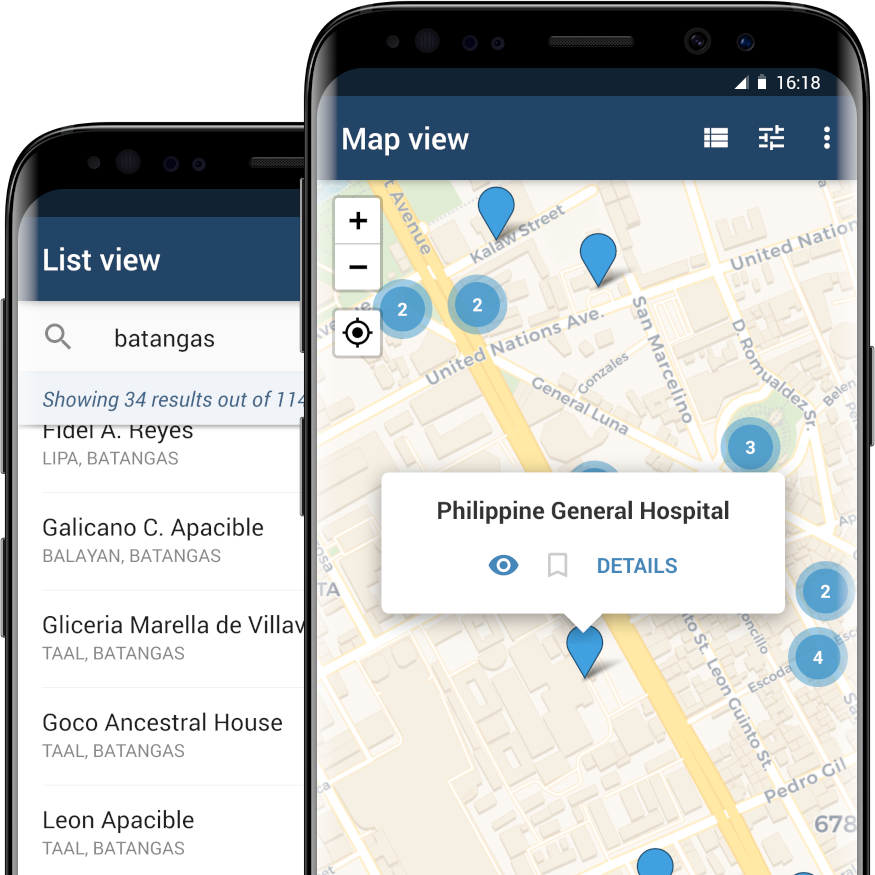 List view
batangas
Showing 34 results out of 114
Fidel A. Reyes
LIPA, BATANGAS
Galicano C. Apacible
BALAYAN, BATANGAS
Gliceria Marella de Villav
TAAL, BATANGAS
Goco Ancestral House
TAAL, BATANGAS
Leon Apacible
TAAL, BATANGAS
16:18
Map view
+
−
t Avenue
Kalaw Street
United Nation
2
2
United Nations Ave.
San Marcelino
D. Romualdez Sr.
Gonzales
General Luna
Belen
3
Philippine General Hospital
DETAILS
TA
2
4
Escoda
nto St.
Leon Guinto St.
Pedro Gil
678